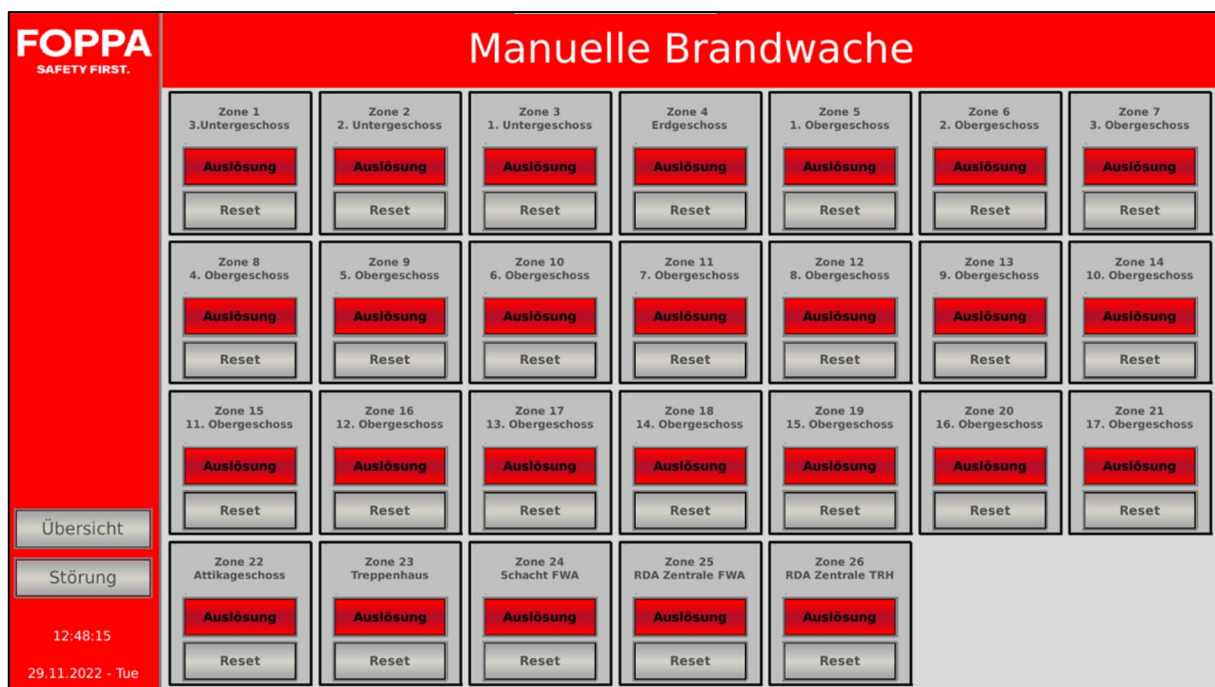 FOPPA
SAFETY FIRST.
Manuelle Brandwache
Zone 1
3.Untergeschoss
Auslösung
Reset
Zone 2
2. Untergeschoss
Auslösung
Reset
Zone 3
1. Untergeschoss
Auslösung
Reset
Zone 4
Erdgeschoss
Auslösung
Reset
Zone 5
1. Obergeschoss
Auslösung
Reset
Zone 6
2. Obergeschoss
Auslösung
Reset
Zone 7
3. Obergeschoss
Auslösung
Reset
Zone 8
4. Obergeschoss
Auslösung
Reset
Zone 9
5. Obergeschoss
Auslösung
Reset
Zone 10
6. Obergeschoss
Auslösung
Reset
Zone 11
7. Obergeschoss
Auslösung
Reset
Zone 12
8. Obergeschoss
Auslösung
Reset
Zone 13
9. Obergeschoss
Auslösung
Reset
Zone 14
10. Obergeschoss
Auslösung
Reset
Zone 15
11. Obergeschoss
Auslösung
Reset
Zone 16
12. Obergeschoss
Auslösung
Reset
Zone 17
13. Obergeschoss
Auslösung
Reset
Zone 18
14. Obergeschoss
Auslösung
Reset
Zone 19
15. Obergeschoss
Auslösung
Reset
Zone 20
16. Obergeschoss
Auslösung
Reset
Zone 21
17. Obergeschoss
Auslösung
Reset
Zone 22
Attikageschoss
Auslösung
Reset
Zone 23
Treppenhaus
Auslösung
Reset
Zone 24
Schacht FWA
Auslösung
Reset
Zone 25
RDA Zentrale FWA
Auslösung
Reset
Zone 26
RDA Zentrale TRH
Auslösung
Reset
Übersicht
Störung
12:48:15
29.11.2022 - Tue